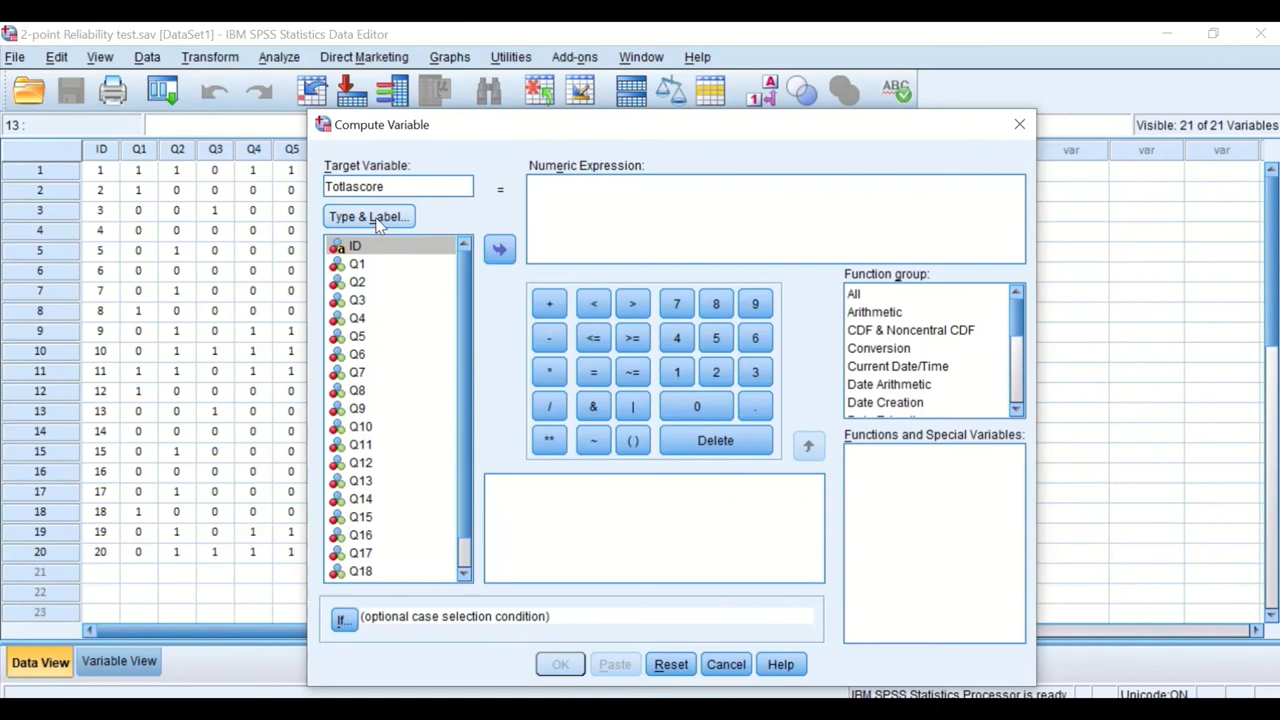 2-point Reliability test.sav [DataSet1] - IBM SPSS Statistics Data Editor
File Edit View Data Transform Analyze Direct Marketing Graphs Utilities Add-ons Window Help
13 :
Visible: 21 of 21 Variables
ID Q1 Q2 Q3 Q4 Q5 var var var
1 1 1 1 0 1 1
2 2 1 0 0 0 0
3 3 0 0 1 0 0
4 4 0 0 0 0 0
5 5 0 1 0 0 0
6 6 0 0 0 0 0
7 7 0 1 0 0 0
8 8 1 0 0 0 0
9 9 0 1 0 1 1
10 10 0 1 1 1 1
11 11 1 1 0 1 1
12 12 1 0 0 0 0
13 13 0 0 1 0 0
14 14 0 0 0 0 0
15 15 0 1 0 0 0
16 16 0 0 0 0 0
17 17 0 1 0 0 0
18 18 1 0 0 0 0
19 19 0 1 0 1 1
20 20 0 1 1 1 1
21
22
23
Compute Variable
Target Variable:
Totlascore
=
Numeric Expression:
Type & Label...
ID
Q1
Q2
Q3
Q4
Q5
Q6
Q7
Q8
Q9
Q10
Q11
Q12
Q13
Q14
Q15
Q16
Q17
Q18
+ < > 7 8 9
- <= >= 4 5 6
* = ~= 1 2 3
/ & | 0 .
** ~ ( ) Delete
Function group:
All
Arithmetic
CDF & Noncentral CDF
Conversion
Current Date/Time
Date Arithmetic
Date Creation
Functions and Special Variables:
If... (optional case selection condition)
OK Paste Reset Cancel Help
Data View Variable View
IBM SPSS Statistics Processor is ready Unicode:ON